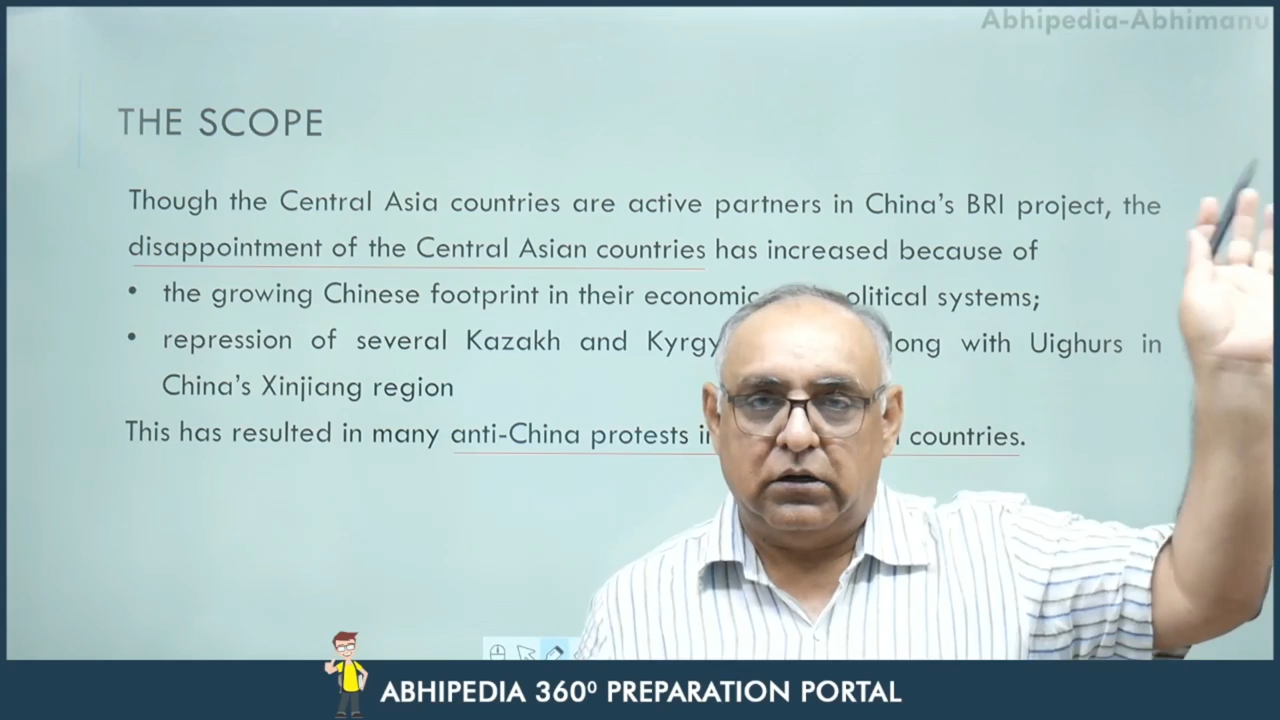 Abhipedia-Abhimanu
THE SCOPE
Though the Central Asia countries are active partners in China's BRI project, the
disappointment of the Central Asian countries has increased because of
• the growing Chinese footprint in their economic olitical systems;
• repression of several Kazakh and Kyrgy long with Uighurs in
China's Xinjiang region
This has resulted in many anti-China protests in countries.
ABHIPEDIA 360⁰ PREPARATION PORTAL